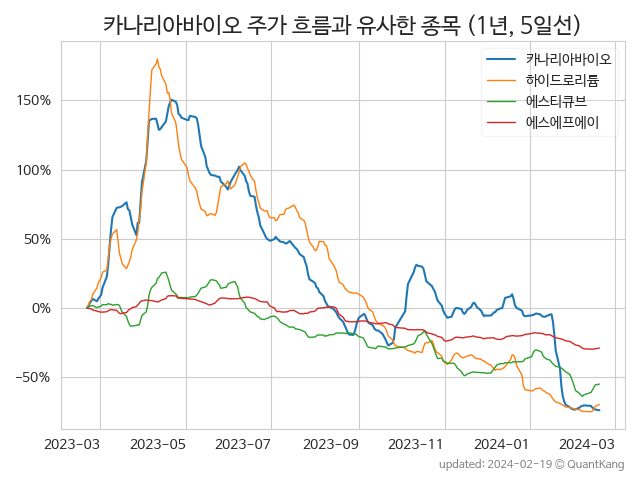 카나리아바이오 주가 흐름과 유사한 종목 (1년, 5일선)
카나리아바이오
하이드로리튬
에스티큐브
에스에프에이
150%
100%
50%
0%
−50%
2023-03
2023-05
2023-07
2023-09
2023-11
2024-01
2024-03
updated: 2024-02-19 © QuantKang